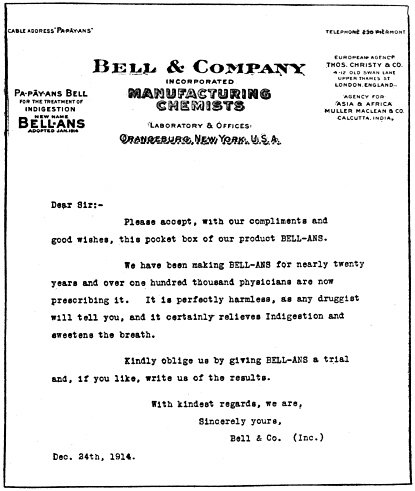 CABLE ADDRESS "PA-PAY-ANS"
TELEPHONE 230 PIERMONT
BELL & COMPANY
INCORPORATED
MANUFACTURING
CHEMISTS
LABORATORY & OFFICES:
ORANGEBURG, NEW YORK, U.S.A.
PA-PAY-ANS BELL
FOR THE TREATMENT OF
INDIGESTION
NEW NAME
BELL-ANS
ADOPTED JAN. 1914
EUROPEAN AGENCY
THOS. CHRISTY & CO.
4-12 OLD SWAN LANE
UPPER THAMES ST
LONDON, ENGLAND.
AGENCY FOR
ASIA & AFRICA
MULLER MACLEAN & CO.
CALCUTTA, INDIA,
Dear Sir:-
Please accept, with our compliments and
good wishes, this pocket box of our product BELL-ANS.
We have been making BELL-ANS for nearly twenty
years and over one hundred thousand physicians are now
prescribing it. It is perfectly harmless, as any druggist
will tell you, and it certainly relieves Indigestion and
sweetens the breath.
Kindly oblige us by giving BELL-ANS a trial
and, if you like, write us of the results.
With kindest regards, we are,
Sincerely yours,
Bell & Co. (Inc.)
Dec. 24th, 1914.